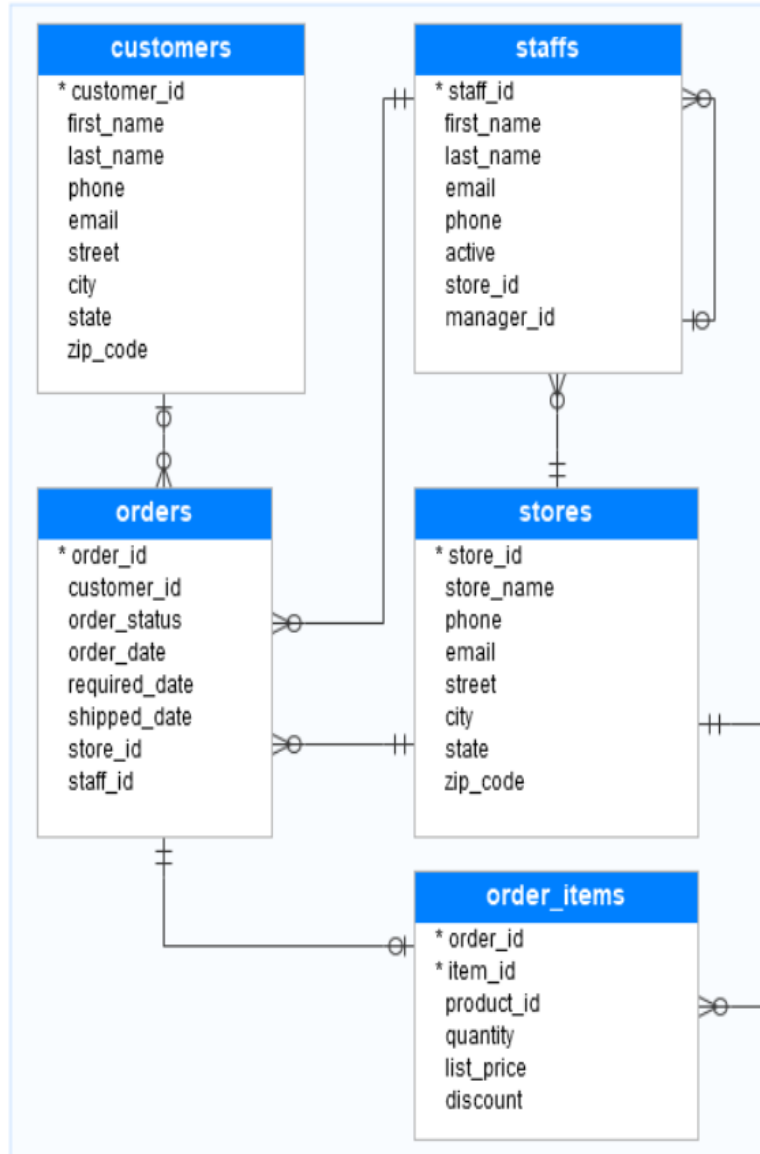 customers
* customer_id
first_name
last_name
phone
email
street
city
state
zip_code
staffs
* staff_id
first_name
last_name
email
phone
active
store_id
manager_id
orders
* order_id
customer_id
order_status
order_date
required_date
shipped_date
store_id
staff_id
stores
* store_id
store_name
phone
email
street
city
state
zip_code
order_items
* order_id
* item_id
product_id
quantity
list_price
discount